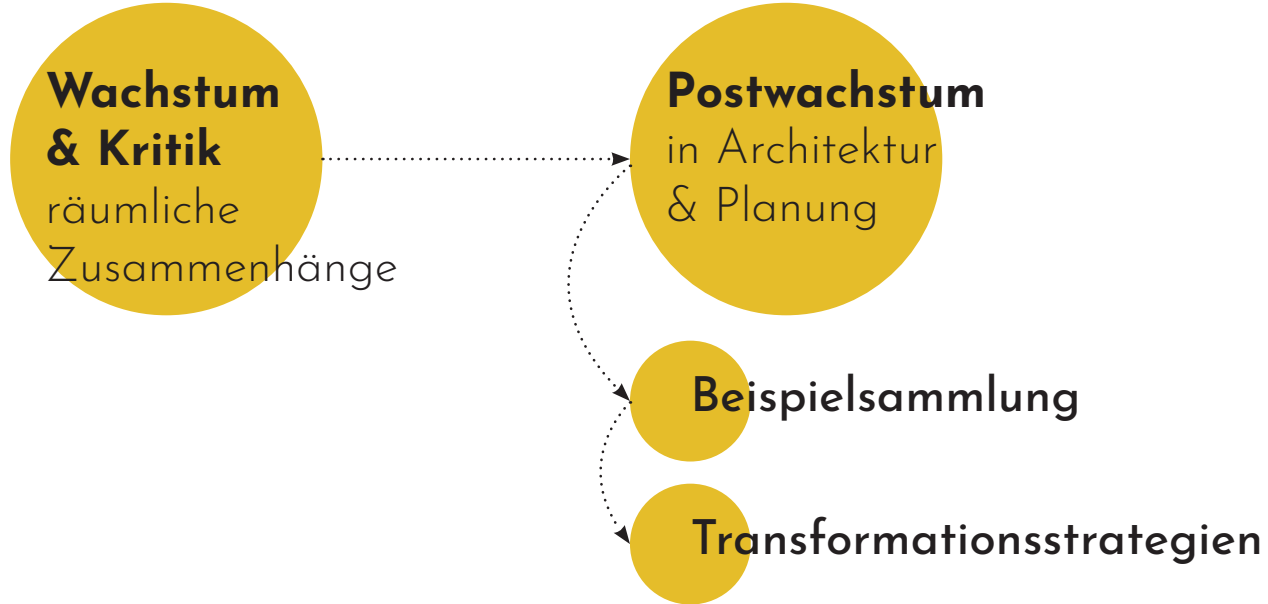 Wachstum
& Kritik
räumliche
Zusammenhänge
Postwachstum
in Architektur
& Planung
Beispielsammlung
Transformationsstrategien